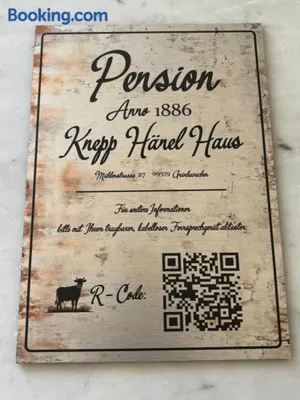 Booking.com
Pension
Anno 1886
Knepp Hänel Haus
Mühlenstrasse 27 09579 Grünhainichen
Für weitere Informationen
bitte mit Ihrem tragbaren, kabellosen Fernsprechgerät abtasten.
R-Code: